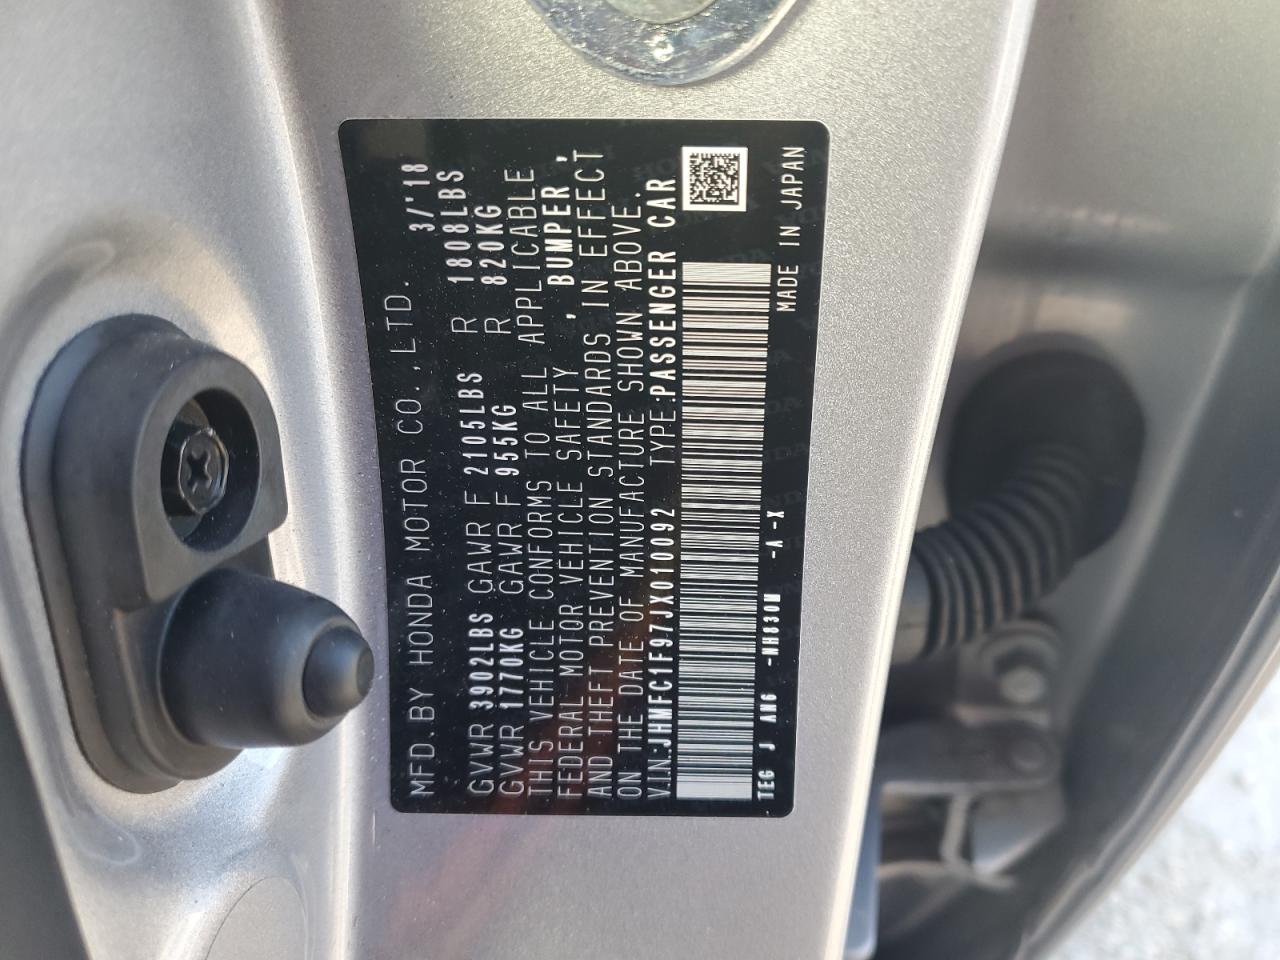 MFD.BY HONDA MOTOR CO.,LTD. 3/'18
GVWR 3902LBS GAWR F 2105LBS R 1808LBS
GVWR 1770KG GAWR F 955KG R 820KG
THIS VEHICLE CONFORMS TO ALL APPLICABLE
FEDERAL MOTOR VEHICLE SAFETY , BUMPER ,
AND THEFT PREVENTION STANDARDS IN EFFECT
ON THE DATE OF MANUFACTURE SHOWN ABOVE.
V.I.N:JHMFC1F97JX010092 TYPE:PASSENGER CAR
TEG J AN6 -NH830M -A-X MADE IN JAPAN